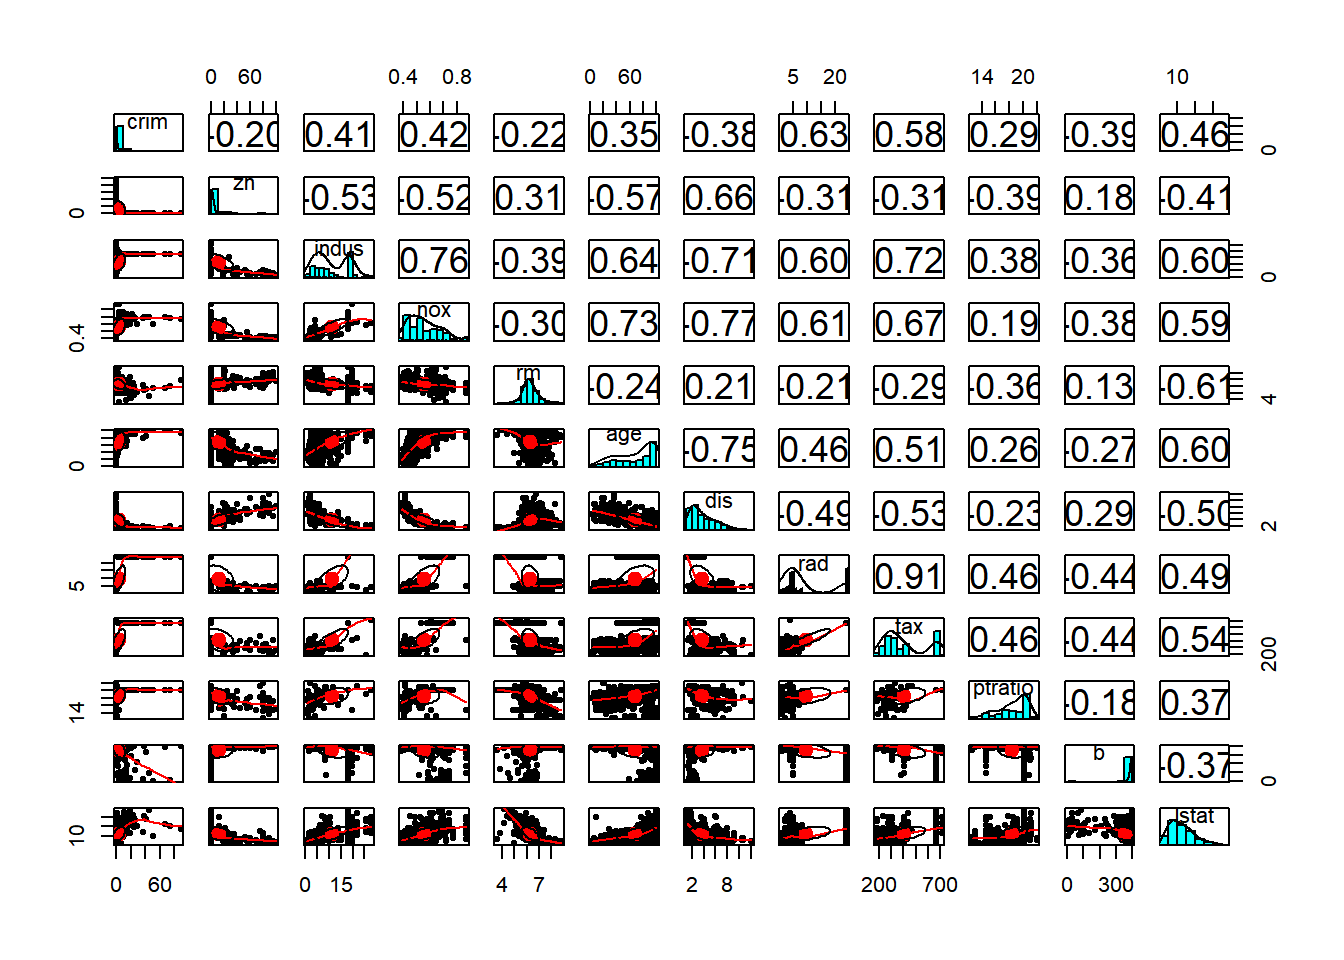 0 60 0.4 0.8 0 60 5 20 14 20 10
crim -0.20 0.41 0.42 -0.22 0.35 -0.38 0.63 0.58 0.29 -0.39 0.46 0
0 zn -0.53 -0.52 0.31 -0.57 0.66 -0.31 -0.31 -0.39 0.18 -0.41
indus 0.76 -0.39 0.64 -0.71 0.60 0.72 0.38 -0.36 0.60 0
0.4 nox -0.30 0.73 -0.77 0.61 0.67 0.19 -0.38 0.59
rm -0.24 0.21 -0.21 -0.29 -0.36 0.13 -0.61 4
0 age -0.75 0.46 0.51 0.26 -0.27 0.60
dis -0.49 -0.53 -0.23 0.29 -0.50 2
5 rad 0.91 0.46 -0.44 0.49
tax 0.46 -0.44 0.54 200
14 ptratio -0.18 0.37
b -0.37 0
10 lstat
0 60 0 15 4 7 2 8 200 700 0 300